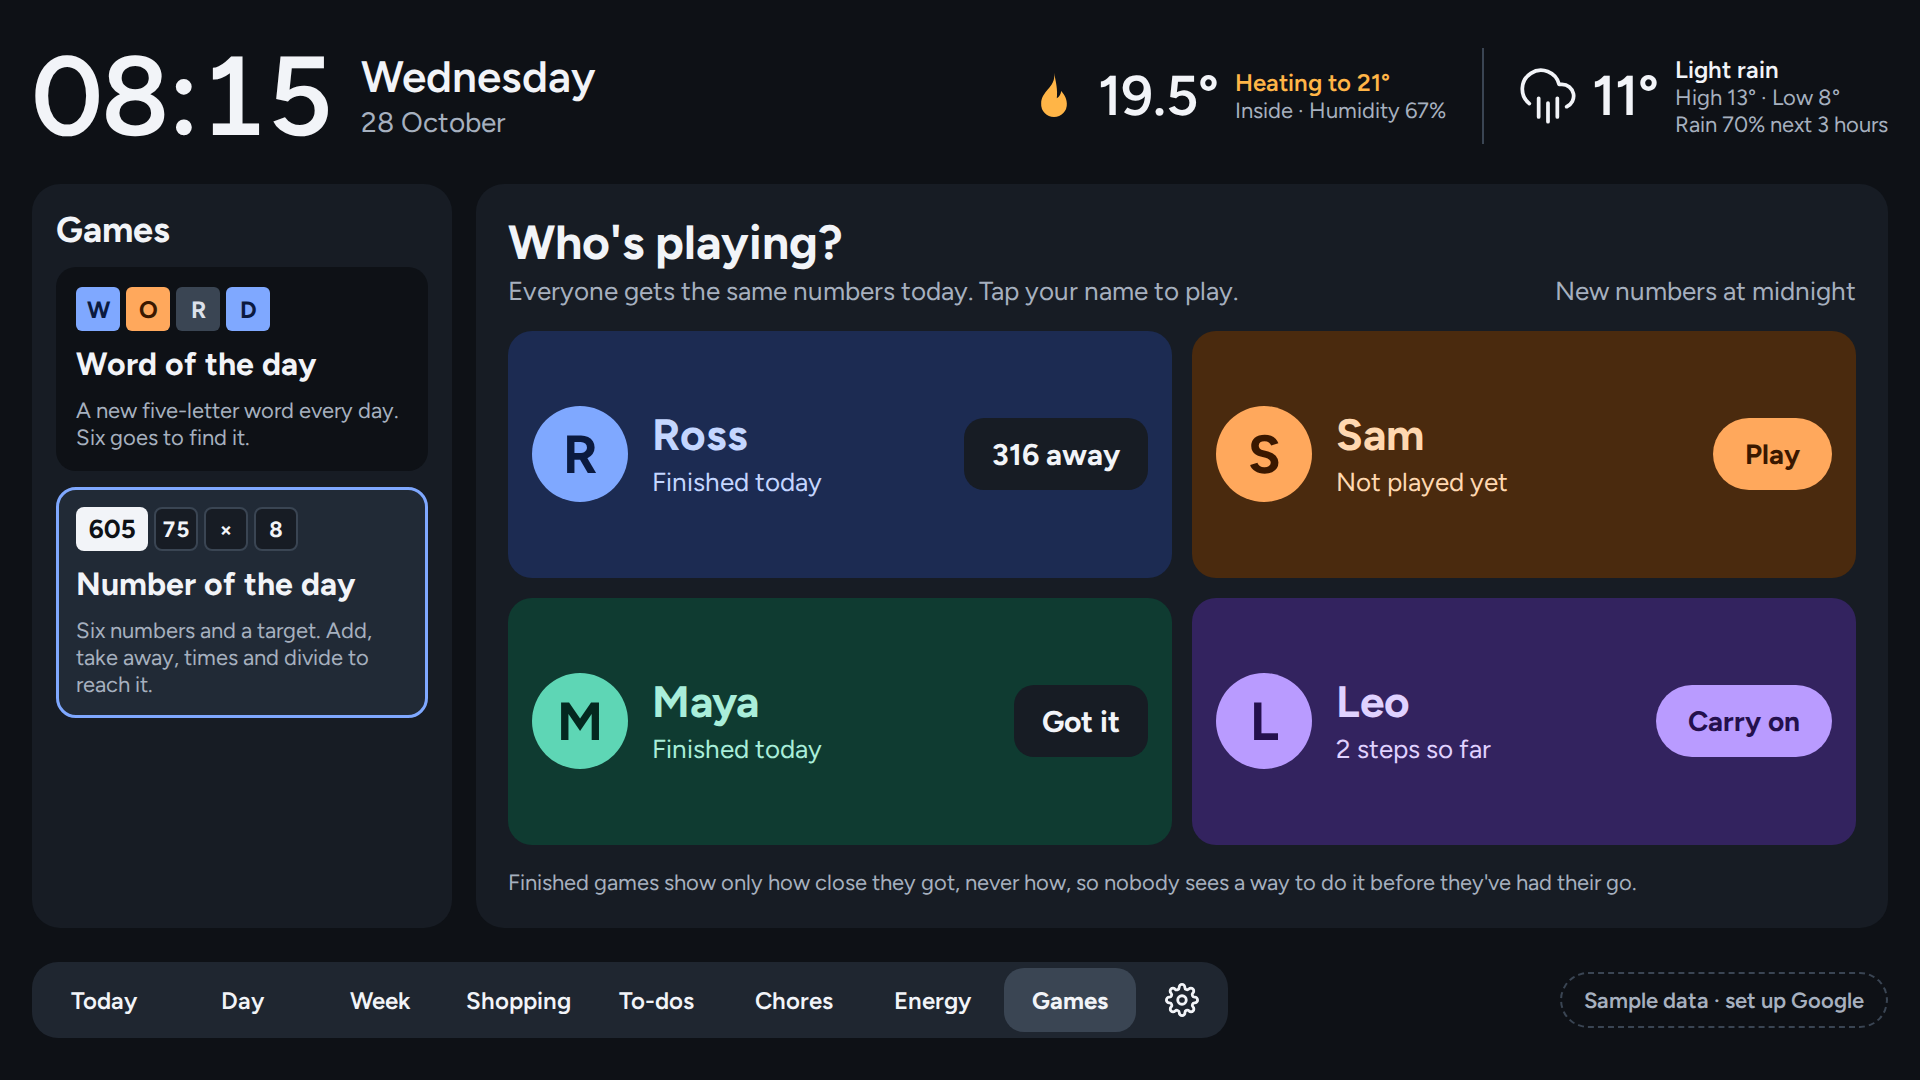 08:15
Wednesday
28 October
19.5°
Heating to 21°
Inside · Humidity 67%
11°
Light rain
High 13° · Low 8°
Rain 70% next 3 hours
Games
W O R D
Word of the day
A new five-letter word every day.
Six goes to find it.
605 75 × 8
Number of the day
Six numbers and a target. Add,
take away, times and divide to
reach it.
Who's playing?
Everyone gets the same numbers today. Tap your name to play.
New numbers at midnight
R
Ross
Finished today
316 away
S
Sam
Not played yet
Play
M
Maya
Finished today
Got it
L
Leo
2 steps so far
Carry on
Finished games show only how close they got, never how, so nobody sees a way to do it before they've had their go.
Today
Day
Week
Shopping
To-dos
Chores
Energy
Games
Sample data · set up Google